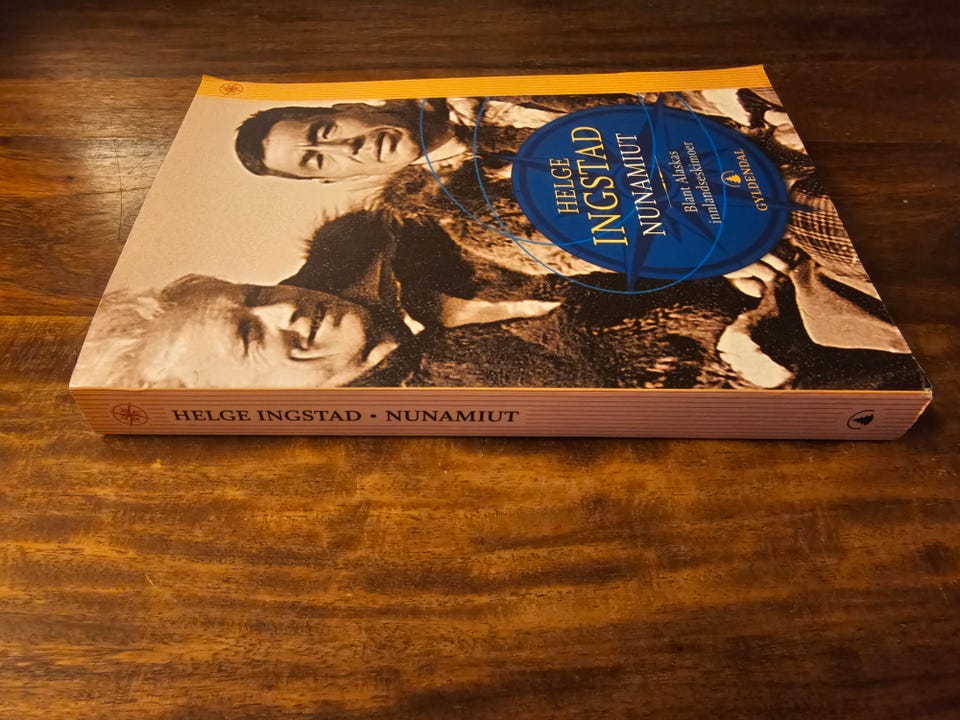 HELGE
INGSTAD
NUNAMIUT
Blant Alaskas
innlandseskimoer
GYLDENDAL
HELGE INGSTAD • NUNAMIUT